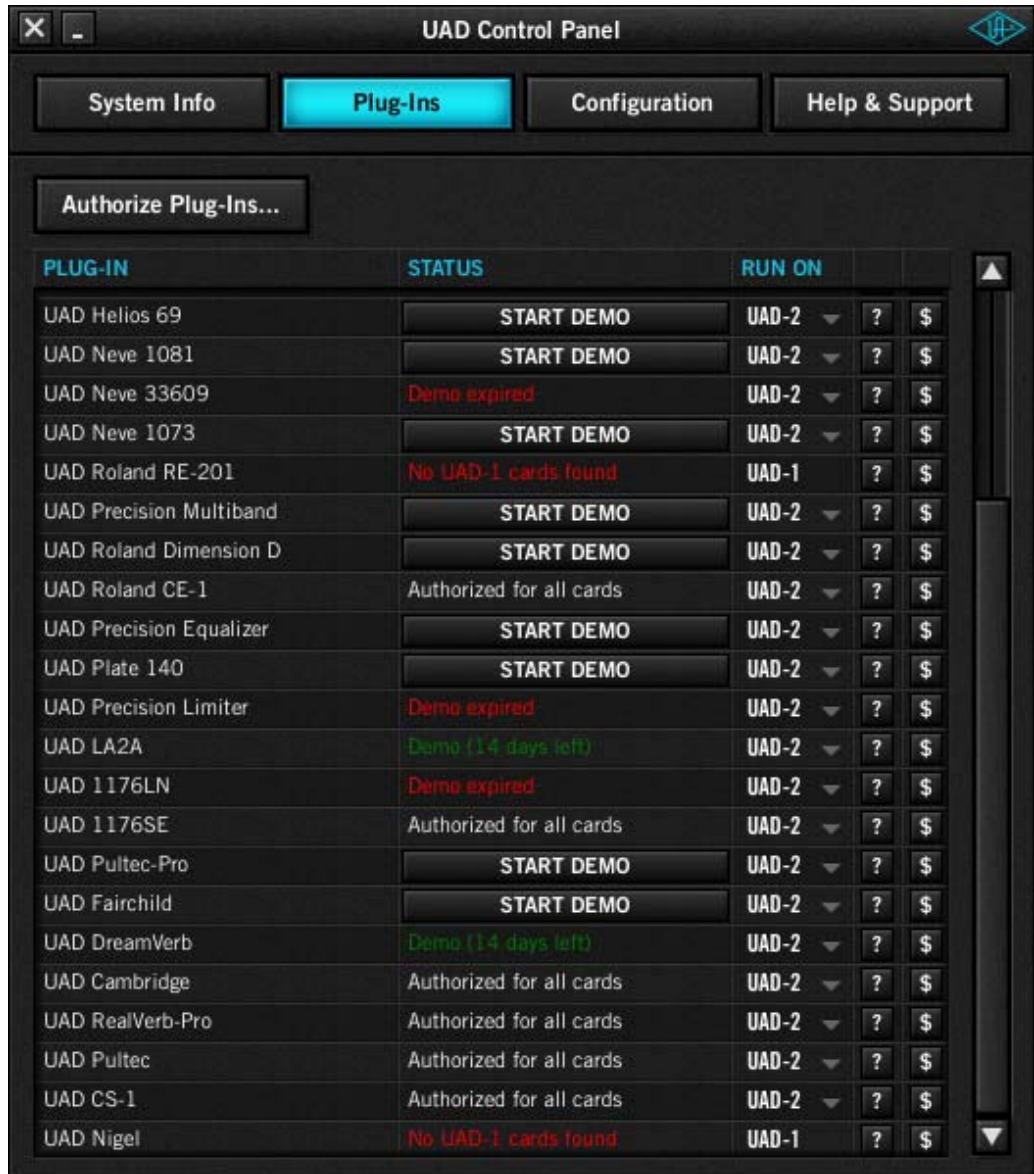 UAD Control Panel
System Info Plug-Ins Configuration Help & Support
Authorize Plug-Ins...
PLUG-IN STATUS RUN ON
UAD Helios 69 START DEMO UAD-2 ? $
UAD Neve 1081 START DEMO UAD-2 ? $
UAD Neve 33609 Demo expired UAD-2 ? $
UAD Neve 1073 START DEMO UAD-2 ? $
UAD Roland RE-201 No UAD-1 cards found UAD-1 ? $
UAD Precision Multiband START DEMO UAD-2 ? $
UAD Roland Dimension D START DEMO UAD-2 ? $
UAD Roland CE-1 Authorized for all cards UAD-2 ? $
UAD Precision Equalizer START DEMO UAD-2 ? $
UAD Plate 140 START DEMO UAD-2 ? $
UAD Precision Limiter Demo expired UAD-2 ? $
UAD LA2A Demo (14 days left) UAD-2 ? $
UAD 1176LN Demo expired UAD-2 ? $
UAD 1176SE Authorized for all cards UAD-2 ? $
UAD Pultec-Pro START DEMO UAD-2 ? $
UAD Fairchild START DEMO UAD-2 ? $
UAD DreamVerb Demo (14 days left) UAD-2 ? $
UAD Cambridge Authorized for all cards UAD-2 ? $
UAD RealVerb-Pro Authorized for all cards UAD-2 ? $
UAD Pultec Authorized for all cards UAD-2 ? $
UAD CS-1 Authorized for all cards UAD-2 ? $
UAD Nigel No UAD-1 cards found UAD-1 ? $